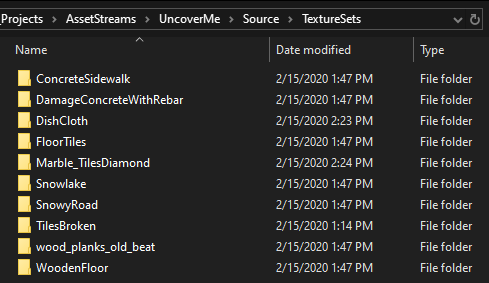 _Projects > AssetStreams > UncoverMe > Source > TextureSets
Name Date modified Type
ConcreteSidewalk 2/15/2020 1:47 PM File folder
DamageConcreteWithRebar 2/15/2020 1:47 PM File folder
DishCloth 2/15/2020 2:23 PM File folder
FloorTiles 2/15/2020 1:47 PM File folder
Marble_TilesDiamond 2/15/2020 2:24 PM File folder
Snowlake 2/15/2020 1:47 PM File folder
SnowyRoad 2/15/2020 1:47 PM File folder
TilesBroken 2/15/2020 1:14 PM File folder
wood_planks_old_beat 2/15/2020 1:47 PM File folder
WoodenFloor 2/15/2020 1:47 PM File folder